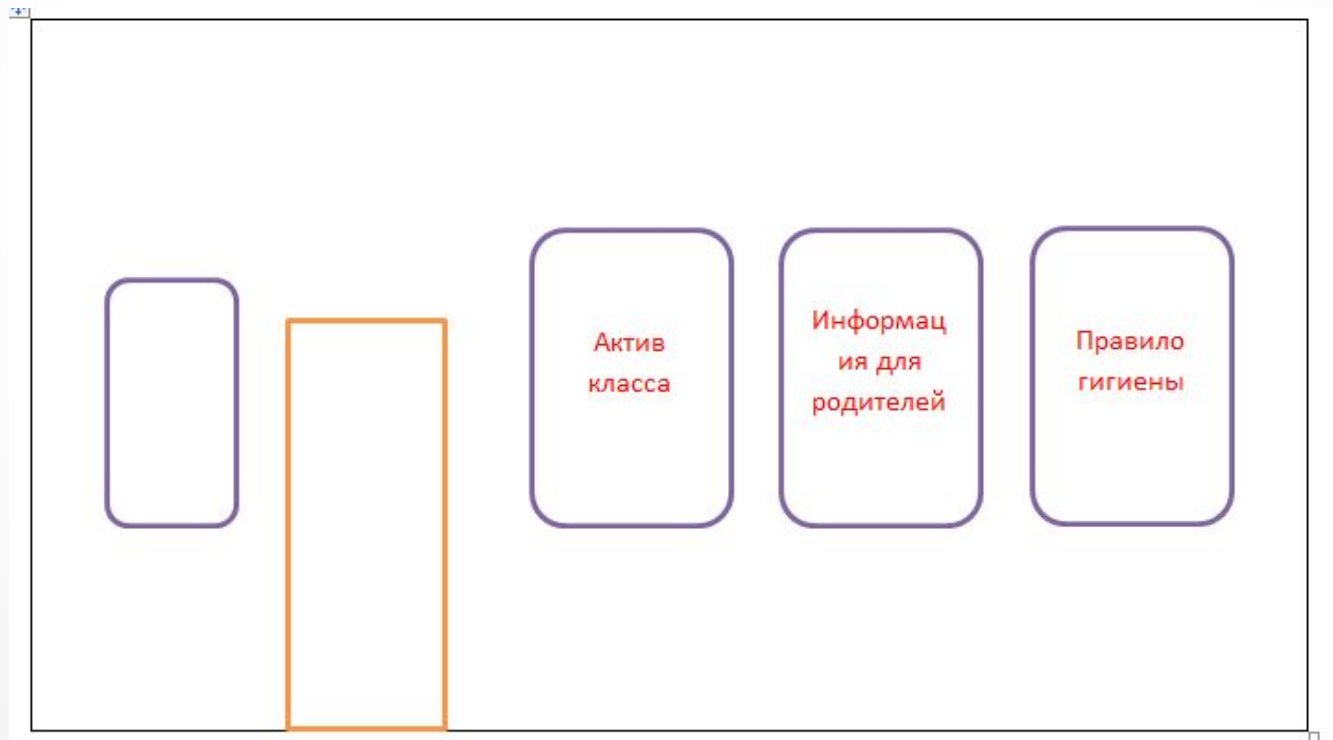 Актив
класса
Информац
ия для
родителей
Правило
гигиены